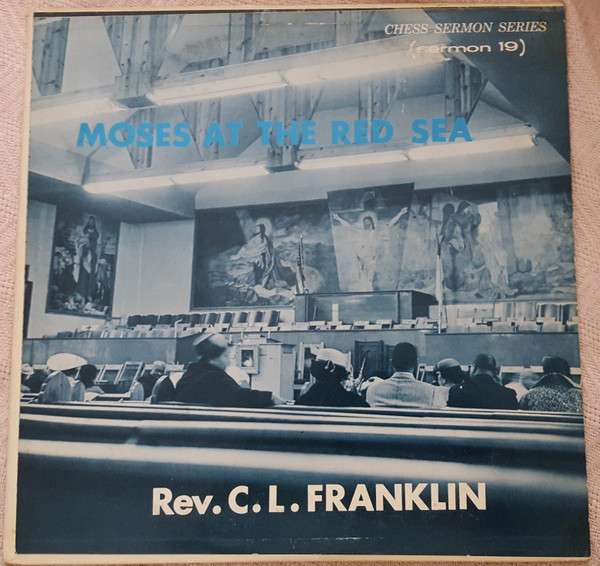 CHESS SERMON SERIES
(sermon 19)
MOSES AT THE RED SEA
Rev. C. L. FRANKLIN